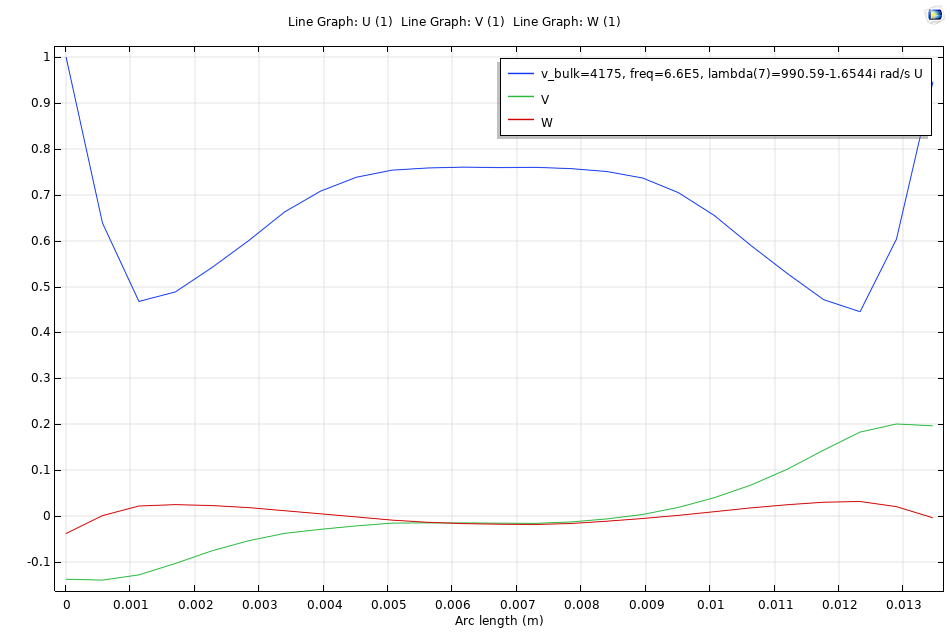 Line Graph: U (1) Line Graph: V (1) Line Graph: W (1)
1
0.9
0.8
0.7
0.6
0.5
0.4
0.3
0.2
0.1
0
-0.1
v_bulk=4175, freq=6.6E5, lambda(7)=990.59-1.6544i rad/s U
V
W
0 0.001 0.002 0.003 0.004 0.005 0.006 0.007 0.008 0.009 0.01 0.011 0.012 0.013
Arc length (m)